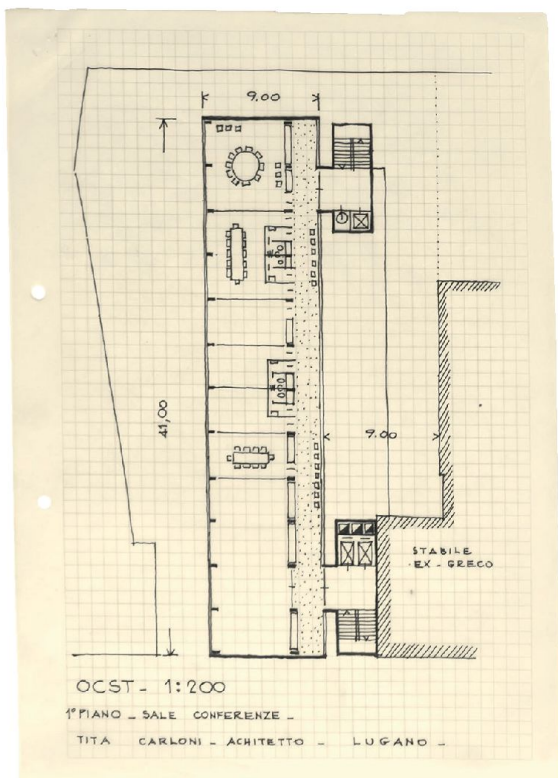 9.00
41,00
9.00
STABILE
EX - GRECO
OCST - 1:200
1° PIANO - SALE CONFERENZE -
TITA CARLONI - ACHITETTO - LUGANO -